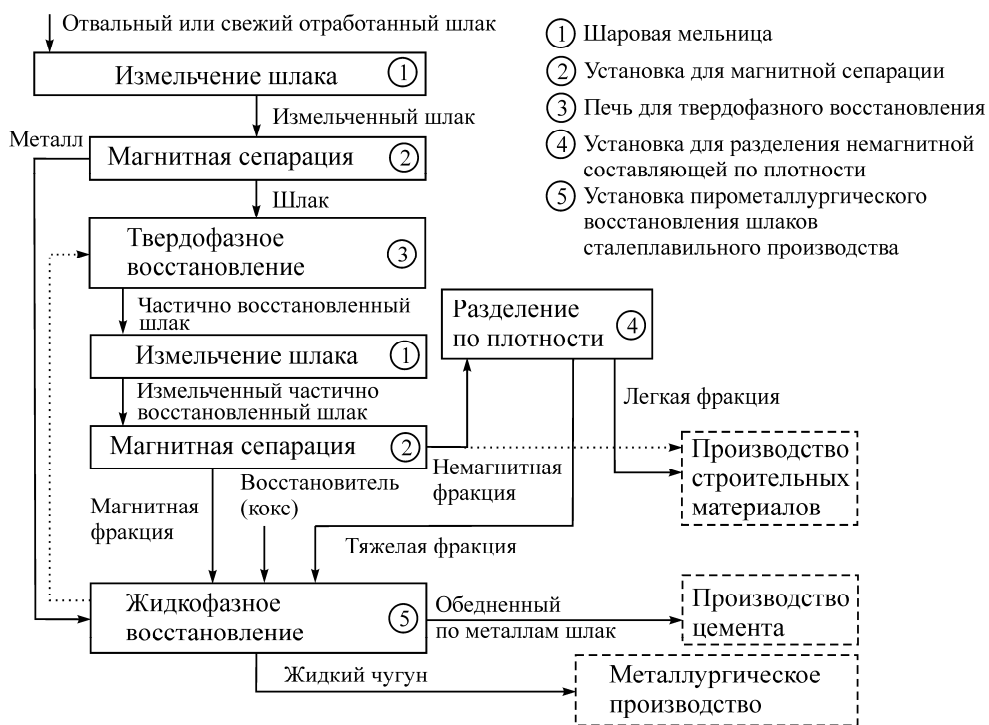 Отвальный или свежий отработанный шлак
Измельчение шлака 1
Измельченный шлак
Металл
Магнитная сепарация 2
Шлак
Твердофазное
восстановление 3
Частично восстановленный
шлак
Измельчение шлака 1
Измельченный частично
восстановленный шлак
Магнитная сепарация 2
Немагнитная
фракция
Магнитная
фракция
Восстановитель
(кокс)
Разделение
по плотности 4
Легкая фракция
Тяжелая фракция
Производство
строительных
материалов
Жидкофазное
восстановление 5
Обедненный
по металлам шлак
Производство
цемента
Жидкий чугун
Металлургическое
производство
1 Шаровая мельница
2 Установка для магнитной сепарации
3 Печь для твердофазного восстановления
4 Установка для разделения немагнитной
составляющей по плотности
5 Установка пирометаллургического
восстановления шлаков
сталеплавильного производства